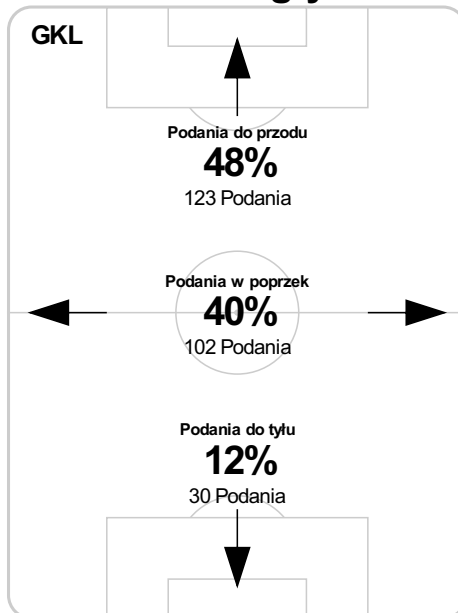 GKL
Podania do przodu
48%
123 Podania
Podania w poprzek
40%
102 Podania
Podania do tyłu
12%
30 Podania